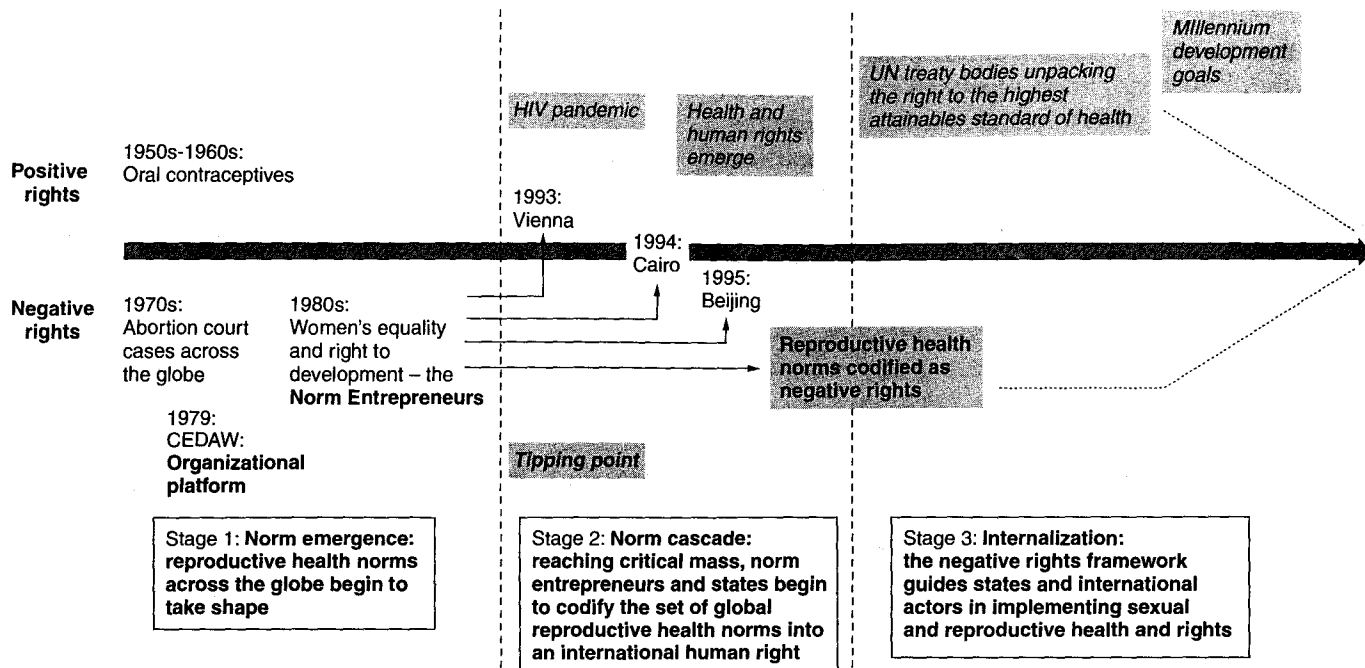 Millennium
development
goals
UN treaty bodies unpacking
the right to the highest
attainables standard of health
HIV pandemic
Health and
human rights
emerge
1950s-1960s:
Oral contraceptives
Positive
rights
1993:
Vienna
1994:
Cairo
1995:
Beijing
Negative
rights
1970s:
Abortion court
cases across
the globe
1980s:
Women's equality
and right to
development – the
Norm Entrepreneurs
Reproductive health
norms codified as
negative rights
1979:
CEDAW:
Organizational
platform
Tipping point
Stage 1: Norm emergence:
reproductive health norms
across the globe begin to
take shape
Stage 2: Norm cascade:
reaching critical mass, norm
entrepreneurs and states begin
to codify the set of global
reproductive health norms into
an international human right
Stage 3: Internalization:
the negative rights framework
guides states and international
actors in implementing sexual
and reproductive health and rights